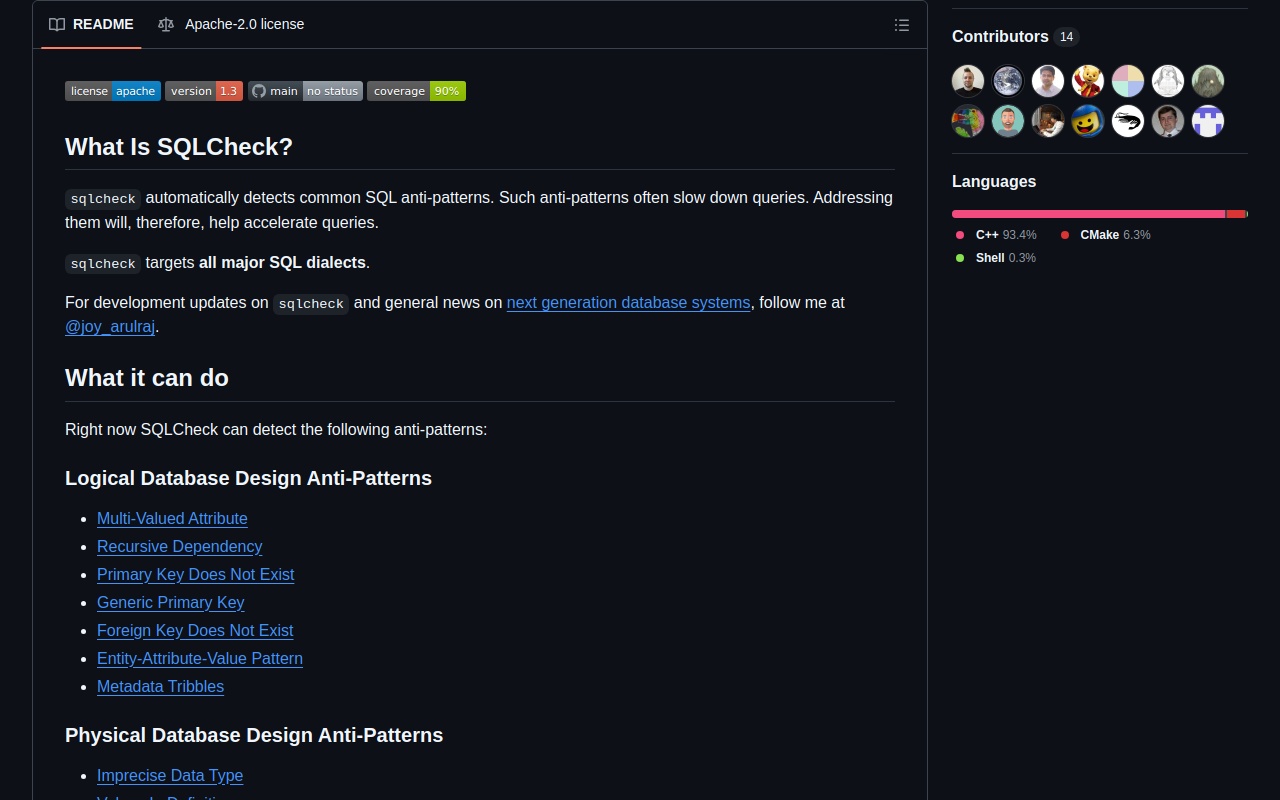 README
Apache-2.0 license
license apache version 1.3 main no status coverage 90%
What Is SQLCheck?
sqlcheck automatically detects common SQL anti-patterns. Such anti-patterns often slow down queries. Addressing
them will, therefore, help accelerate queries.
sqlcheck targets all major SQL dialects.
For development updates on sqlcheck and general news on next generation database systems, follow me at
@joy_arulraj.
What it can do
Right now SQLCheck can detect the following anti-patterns:
Logical Database Design Anti-Patterns
Multi-Valued Attribute
Recursive Dependency
Primary Key Does Not Exist
Generic Primary Key
Foreign Key Does Not Exist
Entity-Attribute-Value Pattern
Metadata Tribbles
Physical Database Design Anti-Patterns
Imprecise Data Type
Contributors 14
Languages
C++ 93.4% CMake 6.3%
Shell 0.3%